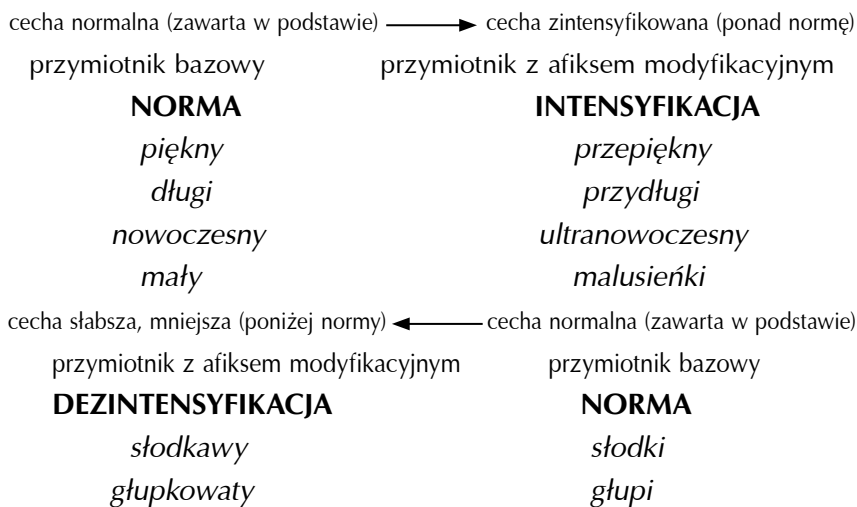 cecha normalna (zawarta w podstawie) → cecha zintensyfikowana (ponad normę)
przymiotnik bazowy przymiotnik z afiksem modyfikacyjnym
NORMA INTENSYFIKACJA
piękny przepiękny
długi przydługi
nowoczesny ultranowoczesny
mały malusieńki
cecha słabsza, mniejsza (poniżej normy) ← cecha normalna (zawarta w podstawie)
przymiotnik z afiksem modyfikacyjnym przymiotnik bazowy
DEZINTENSYFIKACJA NORMA
słodkawy słodki
głupkowaty głupi